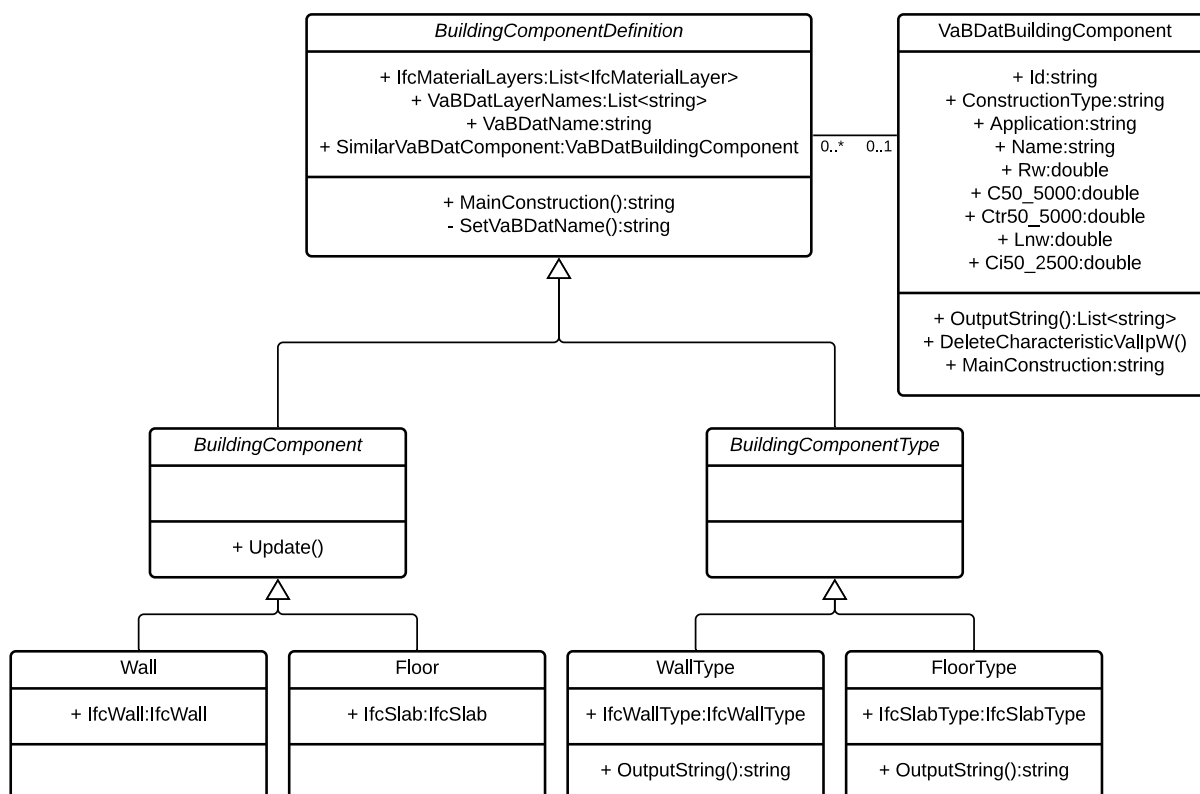 BuildingComponentDefinition
+ IfcMaterialLayers:List<IfcMaterialLayer>
+ VaBDatLayerNames:List<string>
+ VaBDatName:string
+ SimilarVaBDatComponent:VaBDatBuildingComponent
+ MainConstruction():string
- SetVaBDatName():string
0..*
0..1
VaBDatBuildingComponent
+ Id:string
+ ConstructionType:string
+ Application:string
+ Name:string
+ Rw:double
+ C50_5000:double
+ Ctr50_5000:double
+ Lnw:double
+ Ci50_2500:double
+ OutputString():List<string>
+ DeleteCharacteristicValIpW()
+ MainConstruction:string
BuildingComponent
+ Update()
BuildingComponentType
Wall
+ IfcWall:IfcWall
Floor
+ IfcSlab:IfcSlab
WallType
+ IfcWallType:IfcWallType
+ OutputString():string
FloorType
+ IfcSlabType:IfcSlabType
+ OutputString():string